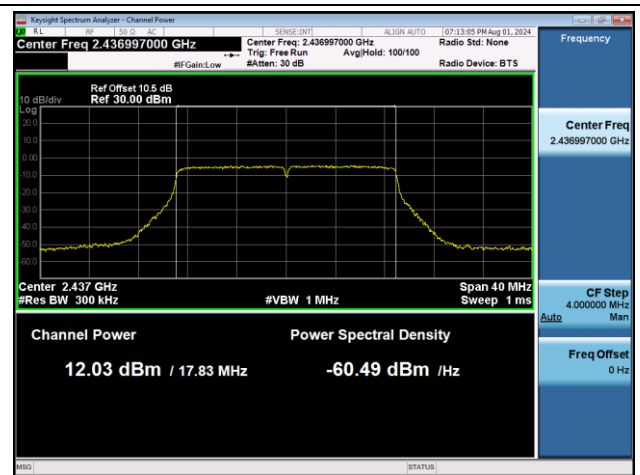 Keysight Spectrum Analyzer - Channel Power
RL RF 50 Ω AC SENSE:INT ALIGN AUTO 07:13:05 PM Aug 01, 2024
Center Freq 2.436997000 GHz
Center Freq: 2.436997000 GHz
Radio Std: None
Trig: Free Run Avg|Hold: 100/100
#IFGain:Low
#Atten: 30 dB
Radio Device: BTS
Frequency
Ref Offset 10.5 dB
10 dB/div Ref 30.00 dBm
Log
20.0
10.0
0.00
-10.0
-20.0
-30.0
-40.0
-50.0
-60.0
Center 2.437 GHz
Span 40 MHz
#Res BW 300 kHz
#VBW 1 MHz
Sweep 1 ms
Channel Power
Power Spectral Density
12.03 dBm / 17.83 MHz
-60.49 dBm /Hz
Center Freq
2.436997000 GHz
CF Step
4.000000 MHz
Auto Man
Freq Offset
0 Hz
MSG
STATUS